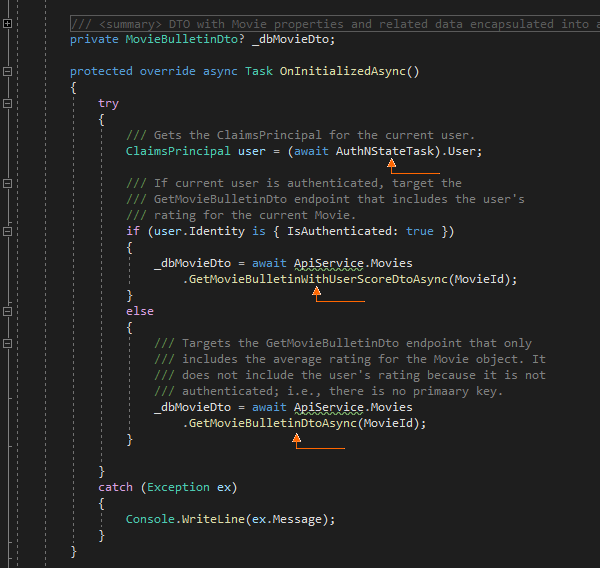 /// <summary> DTO with Movie properties and related data encapsulated into a
private MovieBulletinDto? _dbMovieDto;
protected override async Task OnInitializedAsync()
{
try
{
/// Gets the ClaimsPrincipal for the current user.
ClaimsPrincipal user = (await AuthNStateTask).User;
/// If current user is authenticated, target the
/// GetMovieBulletinDto endpoint that includes the user's
/// rating for the current Movie.
if (user.Identity is { IsAuthenticated: true })
{
_dbMovieDto = await ApiService.Movies
.GetMovieBulletinWithUserScoreDtoAsync(MovieId);
}
else
{
/// Targets the GetMovieBulletinDto endpoint that only
/// includes the average rating for the Movie object. It
/// does not include the user's rating because it is not
/// authenticated; i.e., there is no primaary key.
_dbMovieDto = await ApiService.Movies
.GetMovieBulletinDtoAsync(MovieId);
}
}
catch (Exception ex)
{
Console.WriteLine(ex.Message);
}
}